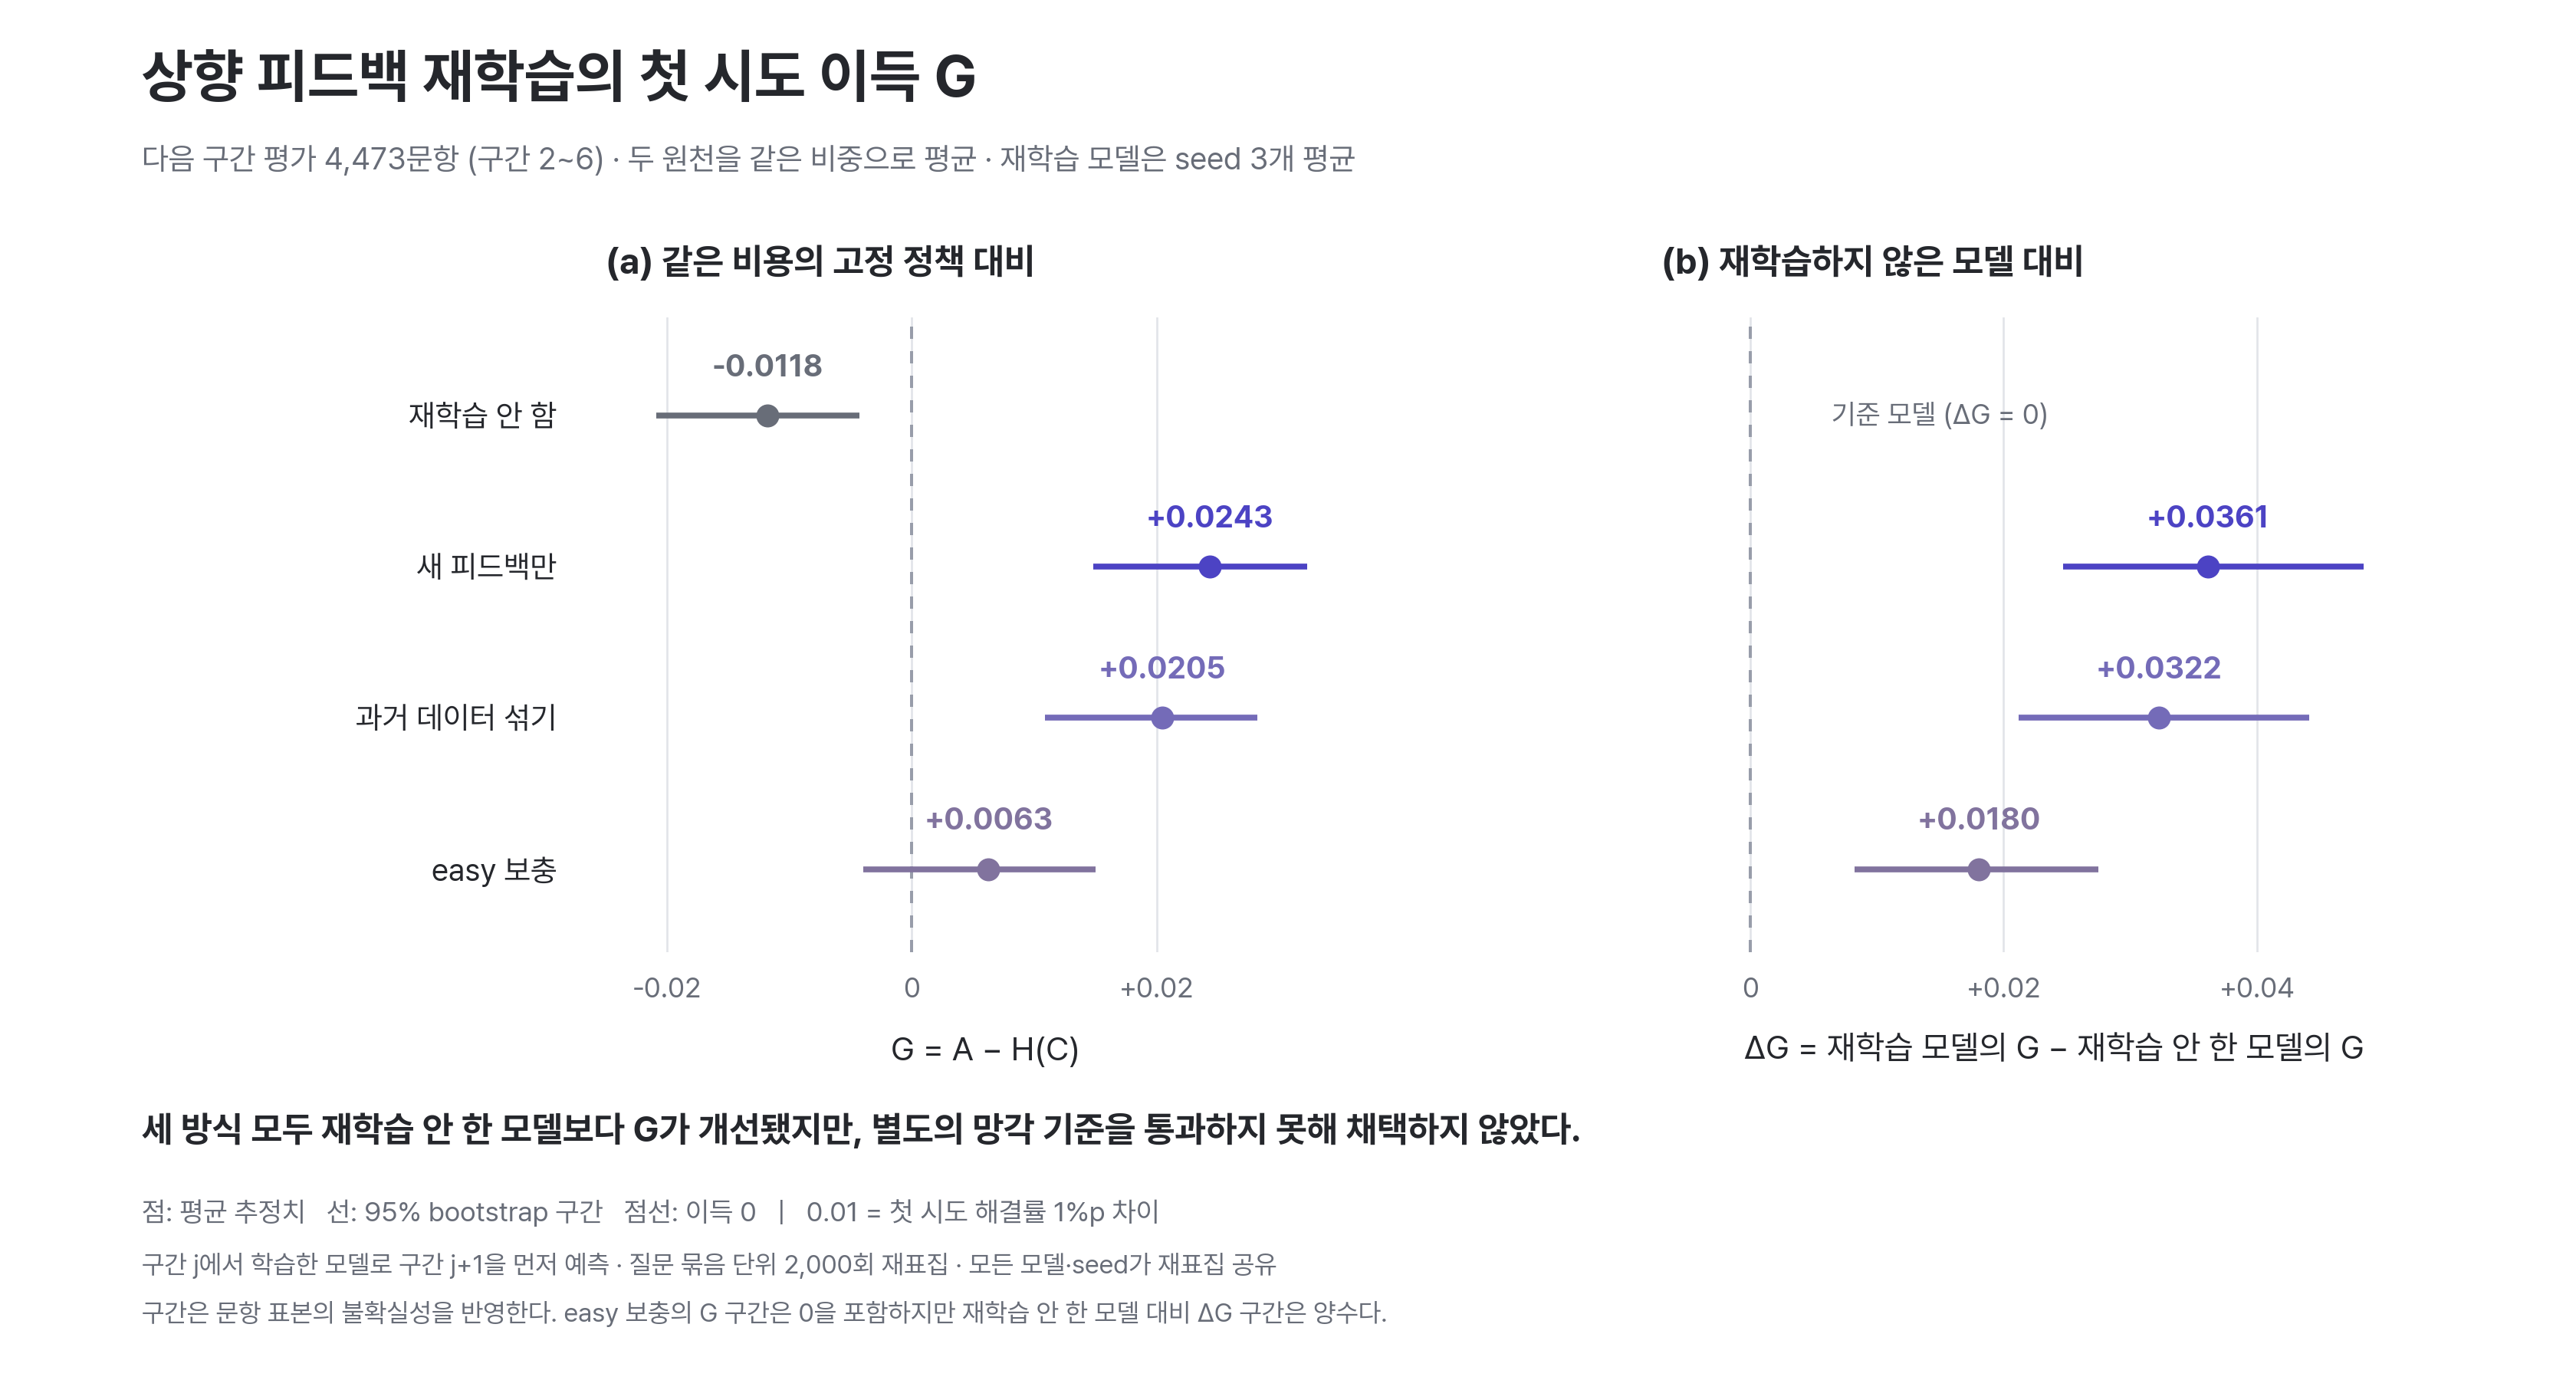 상향 피드백 재학습의 첫 시도 이득 G
다음 구간 평가 4,473문항 (구간 2~6) · 두 원천을 같은 비중으로 평균 · 재학습 모델은 seed 3개 평균
(a) 같은 비용의 고정 정책 대비
-0.0118
재학습 안 함
+0.0243
새 피드백만
+0.0205
과거 데이터 섞기
+0.0063
easy 보충
-0.02 0 +0.02
G = A − H(C)
(b) 재학습하지 않은 모델 대비
기준 모델 (ΔG = 0)
+0.0361
+0.0322
+0.0180
0 +0.02 +0.04
ΔG = 재학습 모델의 G − 재학습 안 한 모델의 G
세 방식 모두 재학습 안 한 모델보다 G가 개선됐지만, 별도의 망각 기준을 통과하지 못해 채택하지 않았다.
점: 평균 추정치 선: 95% bootstrap 구간 점선: 이득 0 | 0.01 = 첫 시도 해결률 1%p 차이
구간 j에서 학습한 모델로 구간 j+1을 먼저 예측 · 질문 묶음 단위 2,000회 재표집 · 모든 모델·seed가 재표집 공유
구간은 문항 표본의 불확실성을 반영한다. easy 보충의 G 구간은 0을 포함하지만 재학습 안 한 모델 대비 ΔG 구간은 양수다.